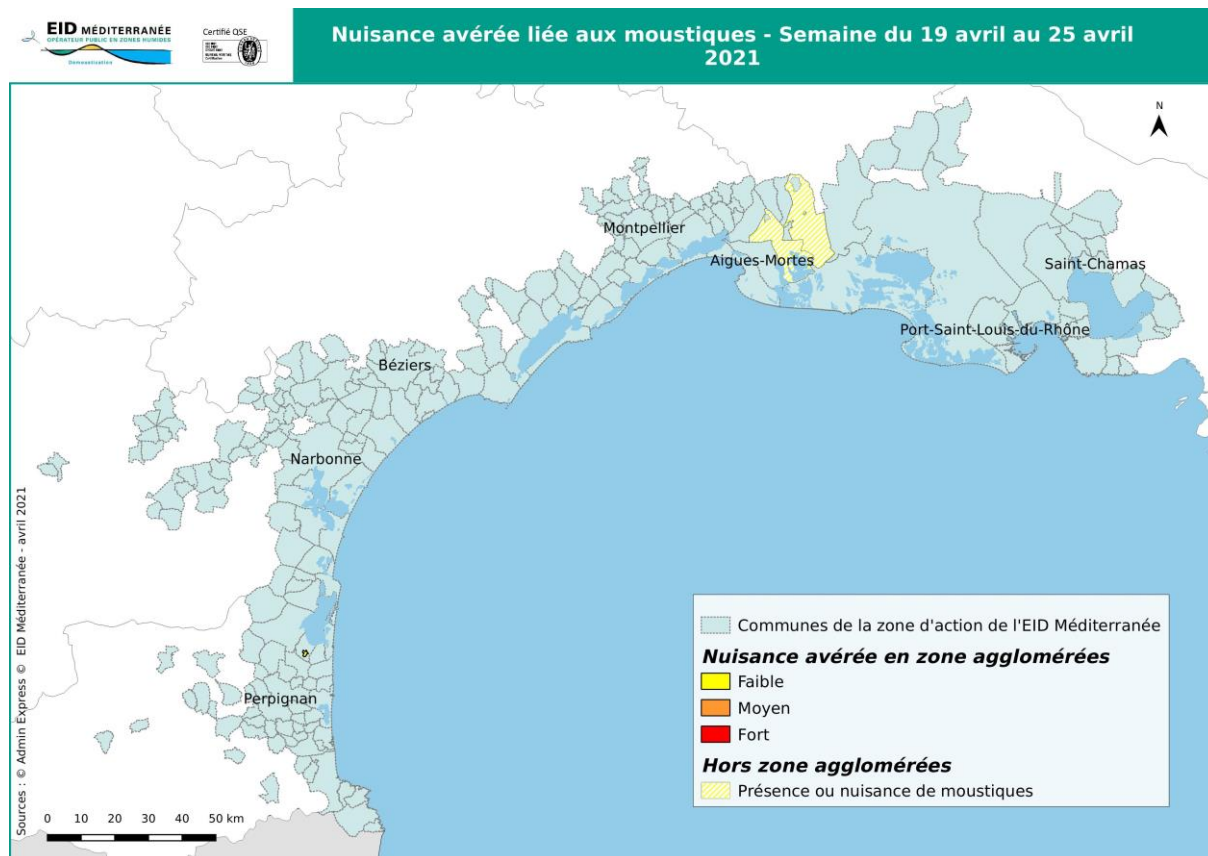 EID MÉDITERRANÉE
OPÉRATEUR PUBLIC EN ZONES HUMIDES
Démoustication
Certifié QSE
Nuisance avérée liée aux moustiques - Semaine du 19 avril au 25 avril
2021
N
Montpellier
Aigues-Mortes
Saint-Chamas
Port-Saint-Louis-du-Rhône
Béziers
Narbonne
Perpignan
Communes de la zone d'action de l'EID Méditerranée
Nuisance avérée en zone agglomérées
Faible
Moyen
Fort
Hors zone agglomérées
Présence ou nuisance de moustiques
0 10 20 30 40 50 km
Sources : © Admin Express © EID Méditerranée - avril 2021